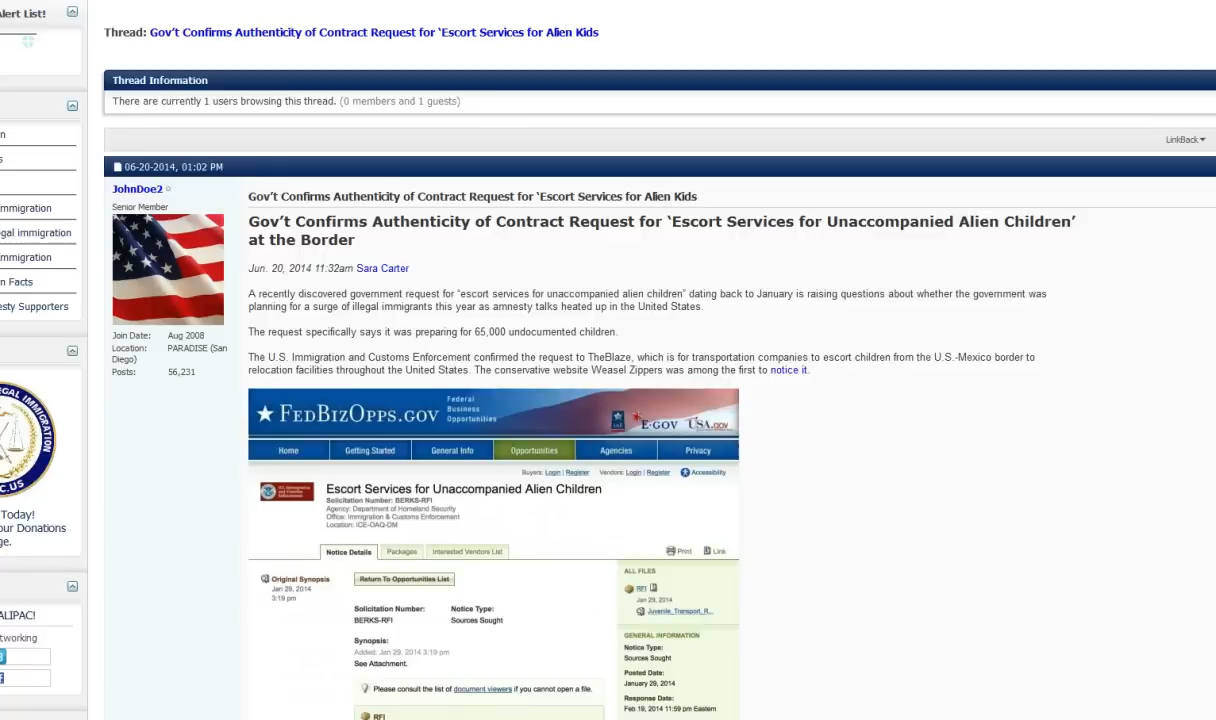 Alert List!
Thread: Gov't Confirms Authenticity of Contract Request for 'Escort Services for Alien Kids
Thread Information
There are currently 1 users browsing this thread. (0 members and 1 guests)
LinkBack
06-20-2014, 01:02 PM
JohnDoe2
Senior Member
Join Date: Aug 2008
Location: PARADISE (San
Diego)
Posts: 56,231
Gov't Confirms Authenticity of Contract Request for 'Escort Services for Alien Kids
Gov't Confirms Authenticity of Contract Request for 'Escort Services for Unaccompanied Alien Children'
at the Border
Jun. 20, 2014 11:32am Sara Carter
A recently discovered government request for "escort services for unaccompanied alien children" dating back to January is raising questions about whether the government was
planning for a surge of illegal immigrants this year as amnesty talks heated up in the United States.
The request specifically says it was preparing for 65,000 undocumented children.
The U.S. Immigration and Customs Enforcement confirmed the request to TheBlaze, which is for transportation companies to escort children from the U.S.-Mexico border to
relocation facilities throughout the United States. The conservative website Weasel Zippers was among the first to notice it.
FEDBIZOPPS.GOV
Federal
Business
Opportunities
E-GOV USA.gov
Home Getting Started General Info Opportunities Agencies Privacy
Buyers: Login | Register Vendors: Login | Register Accessibility
Escort Services for Unaccompanied Alien Children
Solicitation Number: BERKS-RFI
Agency: Department of Homeland Security
Office: Immigration & Customs Enforcement
Location: ICE-OAQ-DM
Notice Details Packages Interested Vendors List Print Link
Original Synopsis
Jan 29, 2014
3:19 pm
Return To Opportunities List
Solicitation Number: Notice Type:
BERKS-RFI Sources Sought
Synopsis:
Added: Jan 29, 2014 3:19 pm
See Attachment.
Please consult the list of document viewers if you cannot open a file.
RFI
ALL FILES
RFI
Jan 29, 2014
Juvenile_Transport_R...
GENERAL INFORMATION
Notice Type:
Sources Sought
Posted Date:
January 29, 2014
Response Date:
Feb 19, 2014 11:59 pm Eastern
n
s
mmigration
gal immigration
mmigration
n Facts
esty Supporters
EGAL IMMIGRATION
C.US
Today!
our Donations
ge.
ALIPAC!
tworking